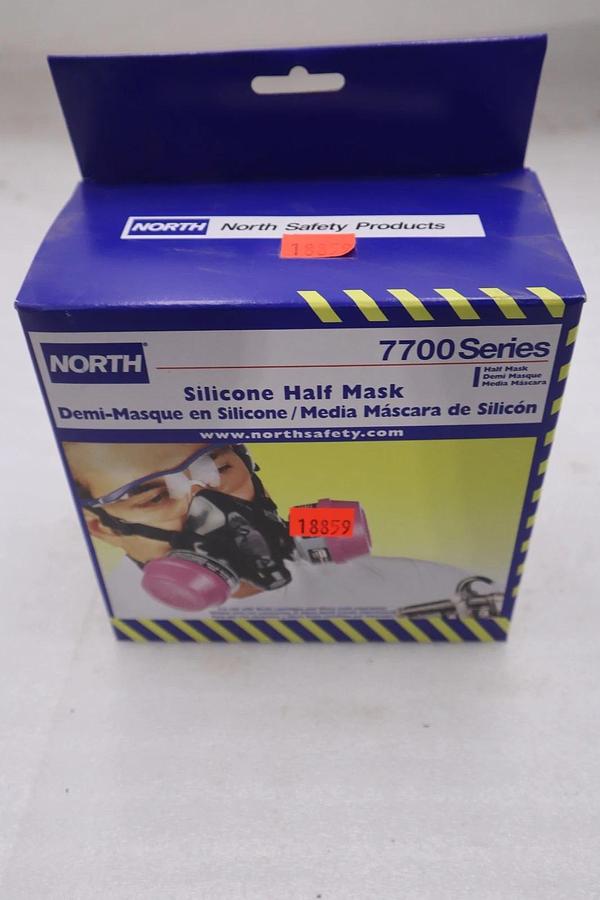 NORTH North Safety Products
18859
NORTH
7700 Series
Half Mask
Demi Masque
Media Máscara
Silicone Half Mask
Demi-Masque en Silicone / Media Máscara de Silicón
www.northsafety.com
18859